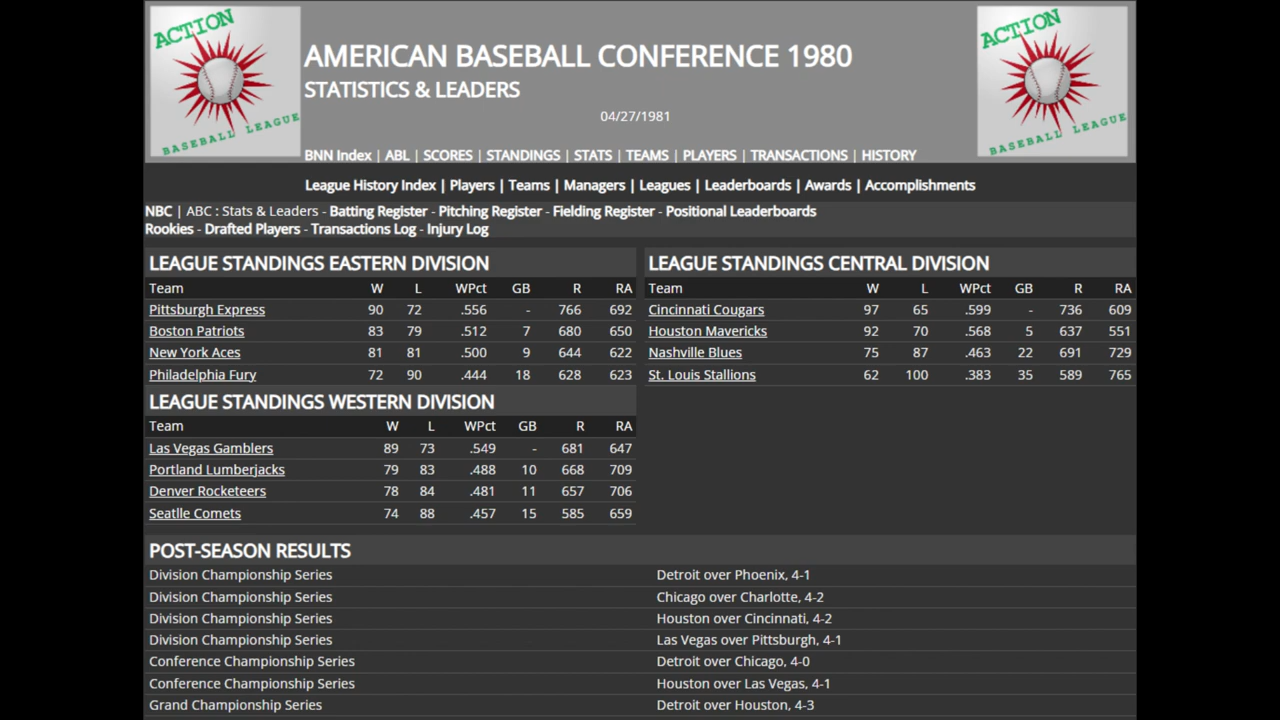 ACTION
BASEBALL LEAGUE
AMERICAN BASEBALL CONFERENCE 1980
STATISTICS & LEADERS
04/27/1981
BNN Index | ABL | SCORES | STANDINGS | STATS | TEAMS | PLAYERS | TRANSACTIONS | HISTORY
ACTION
BASEBALL LEAGUE
League History Index | Players | Teams | Managers | Leagues | Leaderboards | Awards | Accomplishments
NBC | ABC : Stats & Leaders - Batting Register - Pitching Register - Fielding Register - Positional Leaderboards
Rookies - Drafted Players - Transactions Log - Injury Log
LEAGUE STANDINGS EASTERN DIVISION
Team W L WPct GB R RA
Pittsburgh Express 90 72 .556 - 766 692
Boston Patriots 83 79 .512 7 680 650
New York Aces 81 81 .500 9 644 622
Philadelphia Fury 72 90 .444 18 628 623
LEAGUE STANDINGS CENTRAL DIVISION
Team W L WPct GB R RA
Cincinnati Cougars 97 65 .599 - 736 609
Houston Mavericks 92 70 .568 5 637 551
Nashville Blues 75 87 .463 22 691 729
St. Louis Stallions 62 100 .383 35 589 765
LEAGUE STANDINGS WESTERN DIVISION
Team W L WPct GB R RA
Las Vegas Gamblers 89 73 .549 - 681 647
Portland Lumberjacks 79 83 .488 10 668 709
Denver Rocketeers 78 84 .481 11 657 706
Seatlle Comets 74 88 .457 15 585 659
POST-SEASON RESULTS
Division Championship Series Detroit over Phoenix, 4-1
Division Championship Series Chicago over Charlotte, 4-2
Division Championship Series Houston over Cincinnati, 4-2
Division Championship Series Las Vegas over Pittsburgh, 4-1
Conference Championship Series Detroit over Chicago, 4-0
Conference Championship Series Houston over Las Vegas, 4-1
Grand Championship Series Detroit over Houston, 4-3